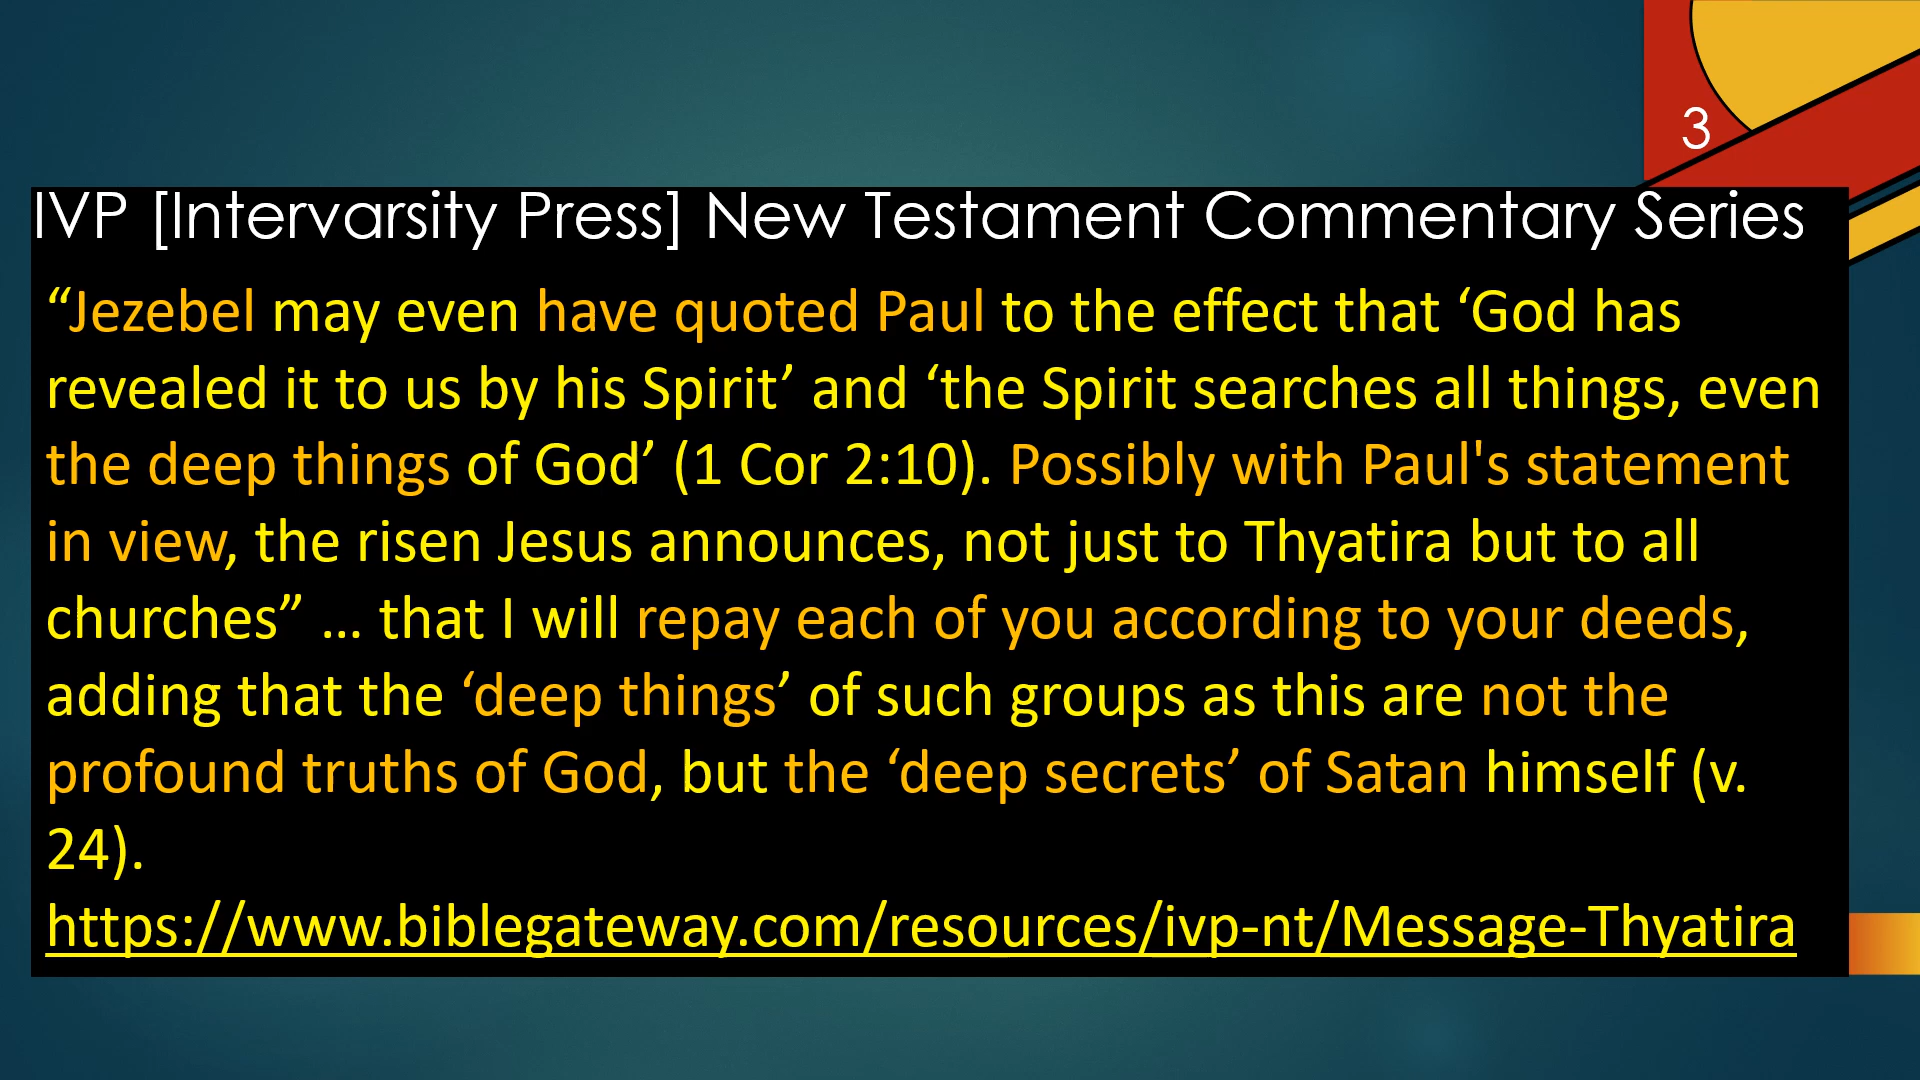 3
IVP [Intervarsity Press] New Testament Commentary Series
“Jezebel may even have quoted Paul to the effect that ‘God has
revealed it to us by his Spirit’ and ‘the Spirit searches all things, even
the deep things of God’ (1 Cor 2:10). Possibly with Paul's statement
in view, the risen Jesus announces, not just to Thyatira but to all
churches” … that I will repay each of you according to your deeds,
adding that the ‘deep things’ of such groups as this are not the
profound truths of God, but the ‘deep secrets’ of Satan himself (v.
24).
https://www.biblegateway.com/resources/ivp-nt/Message-Thyatira